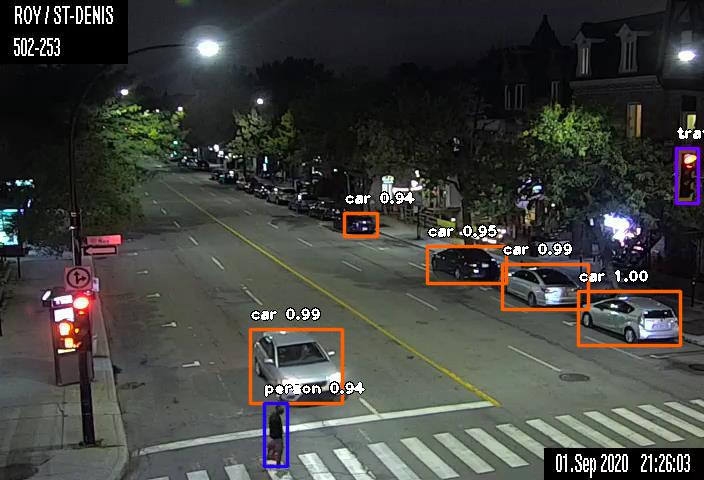 ROY / ST-DENIS
502-253
tra
car 0.94
car 0.95
car 0.99
car 1.00
car 0.99
person 0.94
01.Sep 2020 21:26:03